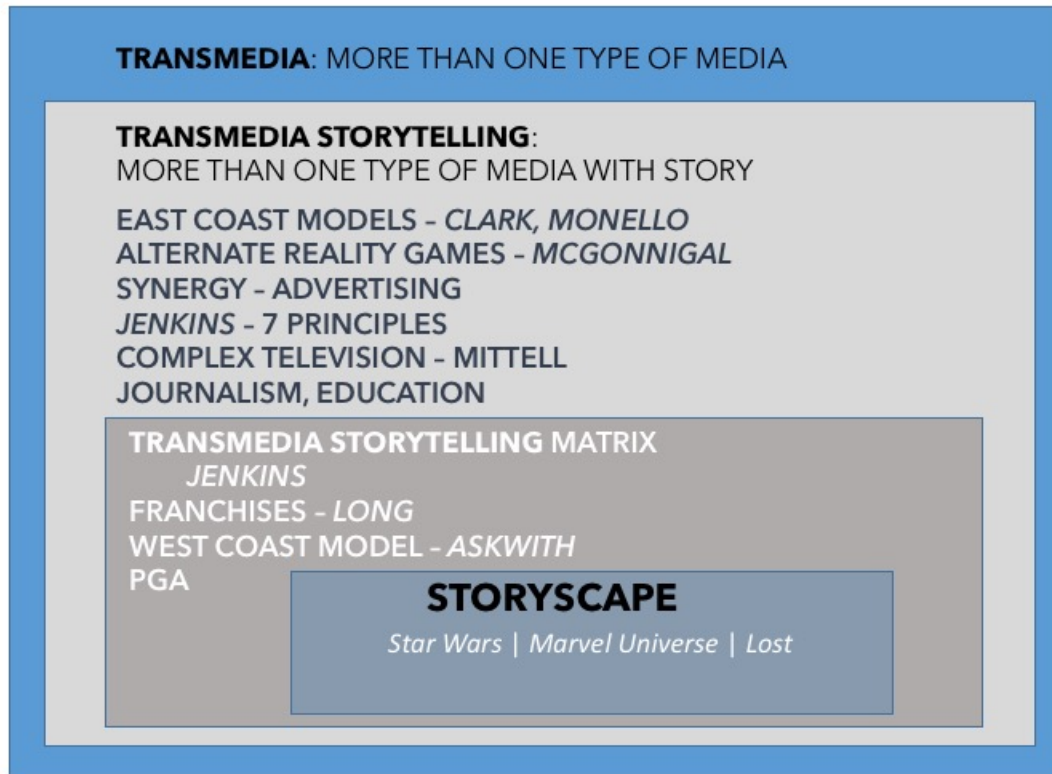 TRANSMEDIA: MORE THAN ONE TYPE OF MEDIA
TRANSMEDIA STORYTELLING:
MORE THAN ONE TYPE OF MEDIA WITH STORY
EAST COAST MODELS – CLARK, MONELLO
ALTERNATE REALITY GAMES – MCGONNIGAL
SYNERGY – ADVERTISING
JENKINS – 7 PRINCIPLES
COMPLEX TELEVISION – MITTELL
JOURNALISM, EDUCATION
TRANSMEDIA STORYTELLING MATRIX
JENKINS
FRANCHISES – LONG
WEST COAST MODEL – ASKWITH
PGA
STORYSCAPE
Star Wars | Marvel Universe | Lost